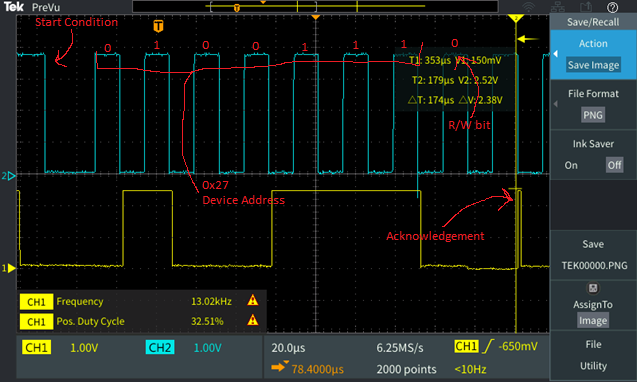 Tek PreVu
Start Condition
T
2
0 1 0 0 1 1 1 0
T1: 353µs V1: 150mV
T2: 179µs V2: 2.52V
△T: 174µs △V: 2.38V
R/W bit
0x27
Device Address
Acknowledgement
2
1
CH1 Frequency 13.02kHz
CH1 Pos. Duty Cycle 32.51%
CH1 1.00V CH2 1.00V
20.0µs 6.25MS/s CH1 -650mV
78.4000µs 2000 points <10Hz
Save/Recall
Action
Save Image
File Format
PNG
Ink Saver
On Off
Save
TEK00000.PNG
AssignTo
Image
File
Utility